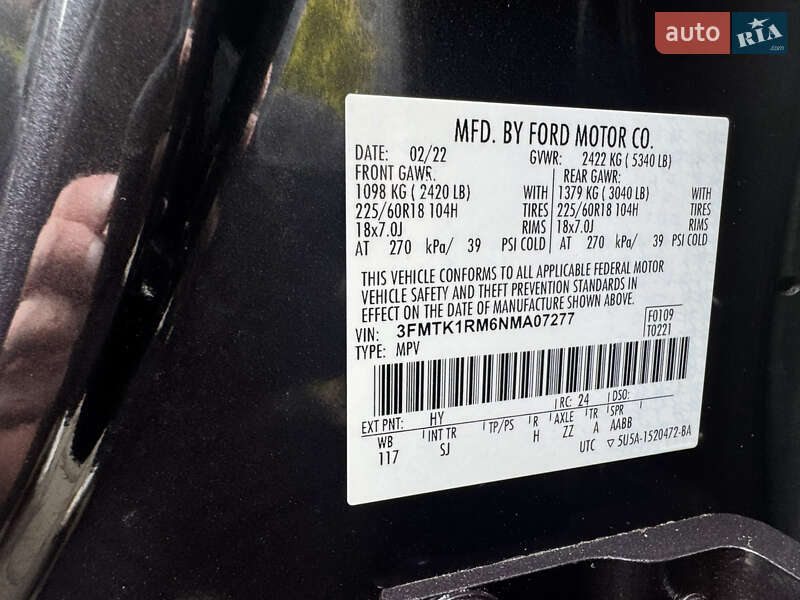 auto RIA
MFD. BY FORD MOTOR CO.
DATE: 02/22 GVWR: 2422 KG ( 5340 LB)
FRONT GAWR: REAR GAWR:
1098 KG ( 2420 LB) WITH 1379 KG ( 3040 LB) WITH
225/60R18 104H TIRES 225/60R18 104H TIRES
18x7.0J RIMS 18x7.0J RIMS
AT 270 kPa/ 39 PSI COLD AT 270 kPa/ 39 PSI COLD
THIS VEHICLE CONFORMS TO ALL APPLICABLE FEDERAL MOTOR
VEHICLE SAFETY AND THEFT PREVENTION STANDARDS IN
EFFECT ON THE DATE OF MANUFACTURE SHOWN ABOVE.
VIN: 3FMTK1RM6NMA07277 F0109
TYPE: MPV T0221
EXT PNT: HY RC: 24 DSO:
WB INT TR TP/PS R AXLE TR SPR
117 SJ H ZZ A AABB
UTC ▽ 5U5A-1520472-BA